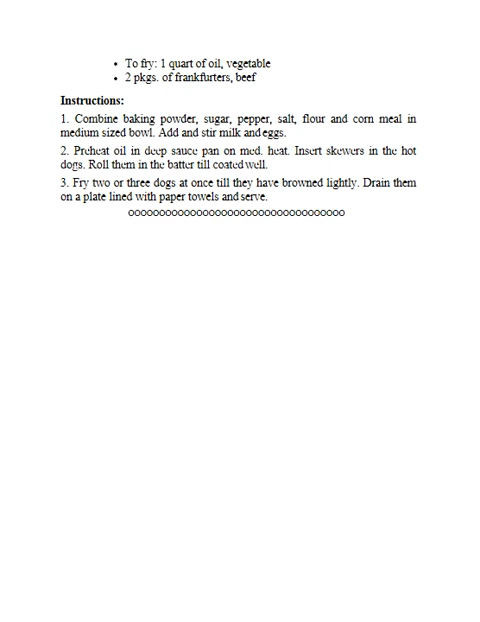 • To fry: 1 quart of oil, vegetable
• 2 pkgs. of frankfurters, beef
Instructions:
1. Combine baking powder, sugar, pepper, salt, flour and corn meal in
medium sized bowl. Add and stir milk and eggs.
2. Preheat oil in deep sauce pan on med. heat. Insert skewers in the hot
dogs. Roll them in the batter till coated well.
3. Fry two or three dogs at once till they have browned lightly. Drain them
on a plate lined with paper towels and serve.
ooooooooooooooooooooooooooooooooooo